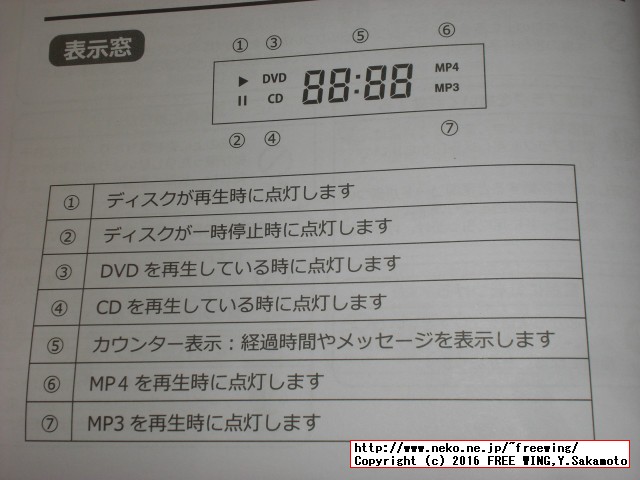 表示窓
① ③ ⑤ ⑥
▶ DVD 88:88 MP4
II CD MP3
② ④ ⑦
① ディスクが再生時に点灯します
② ディスクが一時停止時に点灯します
③ DVD を再生している時に点灯します
④ CD を再生している時に点灯します
⑤ カウンター表示：経過時間やメッセージを表示します
⑥ MP4 を再生時に点灯します
⑦ MP3 を再生時に点灯します
http://www.neko.ne.jp/~freewing/
Copyright (c) 2016 FREE WING,Y.Sakamoto